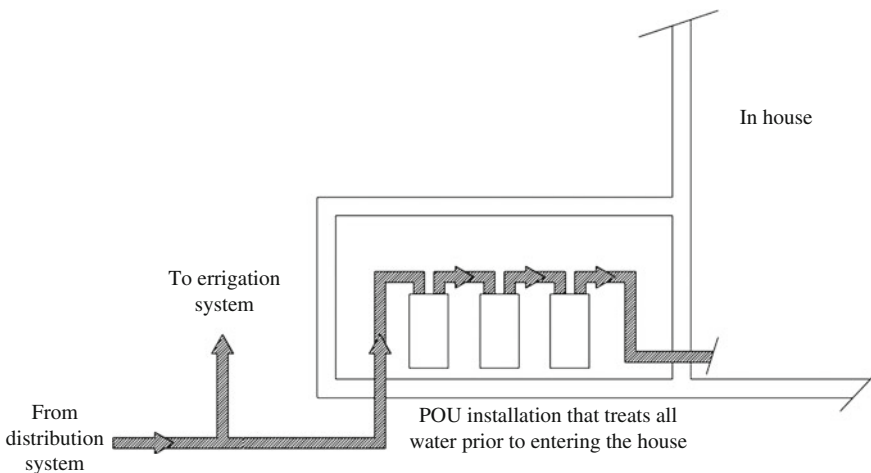 In house
To errigation
system
From
distribution
system
POU installation that treats all
water prior to entering the house